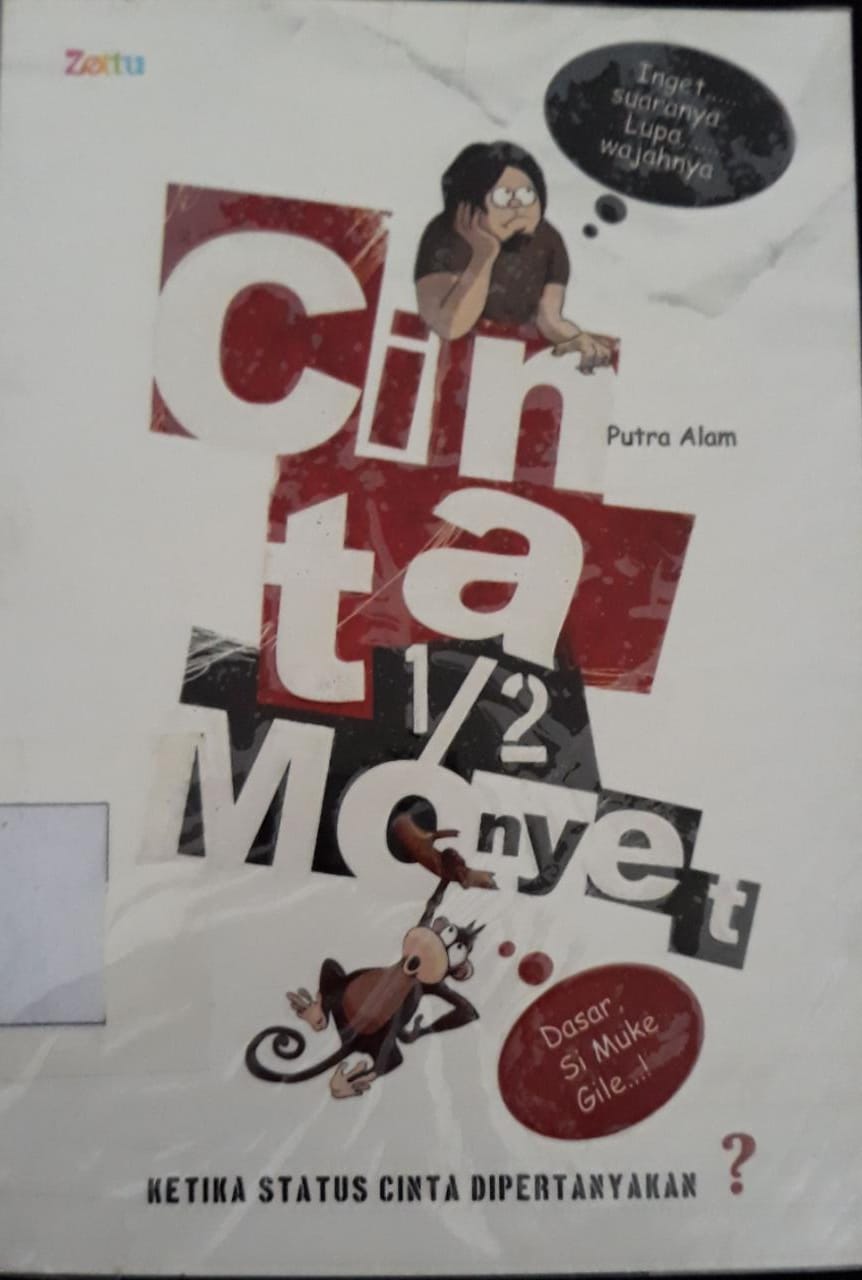 Zettu
Inget.....
suaranya
Lupa.....
wajahnya
Cin
Putra Alam
ta
1/2
Monyet
Dasar,
Si Muke
Gile...!
KETIKA STATUS CINTA DIPERTANYAKAN ?